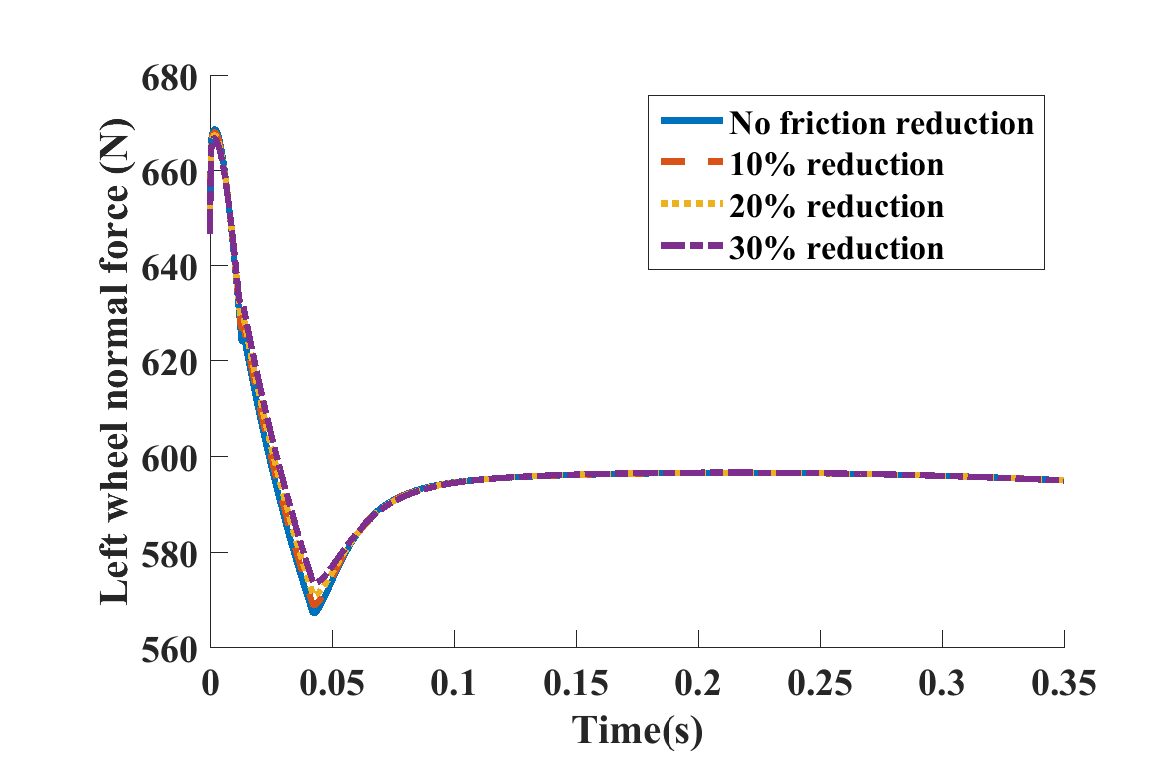 680
660
640
620
600
580
560
Left wheel normal force (N)
No friction reduction
10% reduction
20% reduction
30% reduction
0 0.05 0.1 0.15 0.2 0.25 0.3 0.35
Time(s)